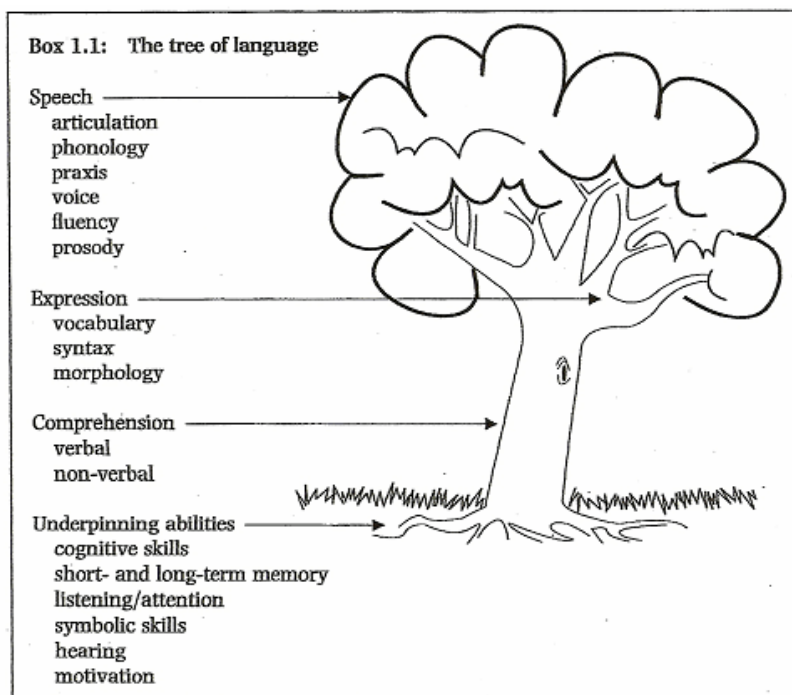 Box 1.1: The tree of language
Speech
articulation
phonology
praxis
voice
fluency
prosody
Expression
vocabulary
syntax
morphology
Comprehension
verbal
non-verbal
Underpinning abilities
cognitive skills
short- and long-term memory
listening/attention
symbolic skills
hearing
motivation